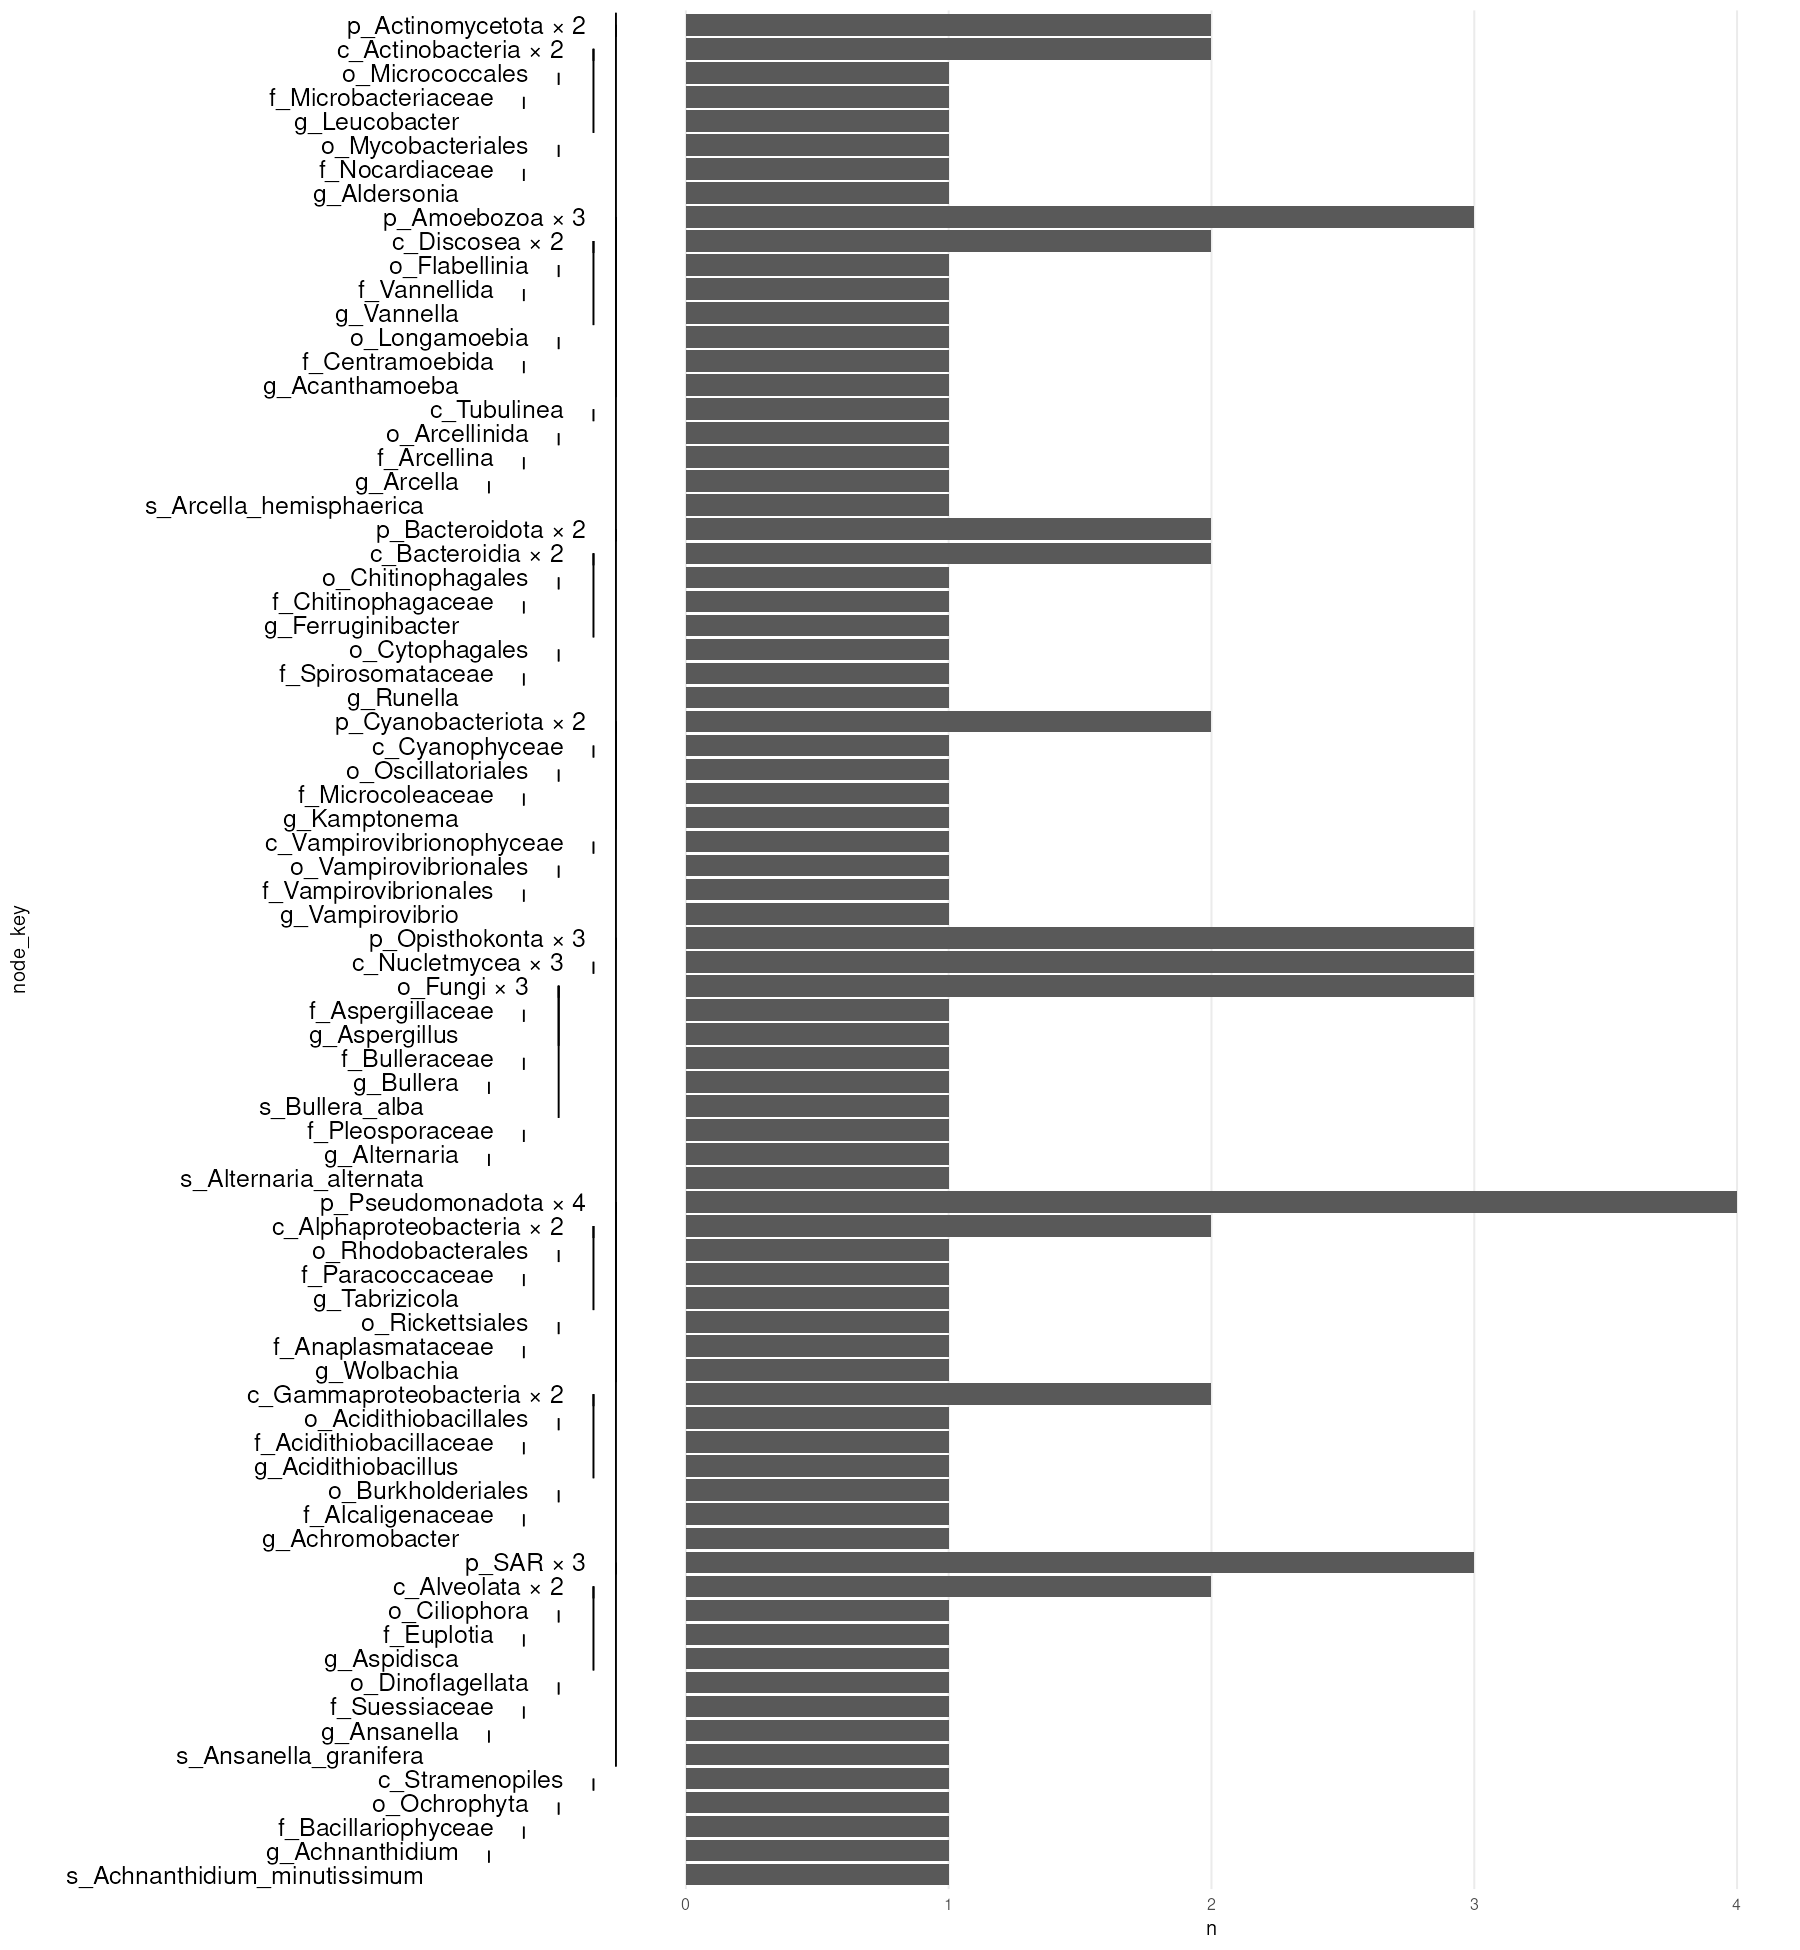 p_Actinomycetota × 2
c_Actinobacteria × 2
o_Micrococcales
f_Microbacteriaceae
g_Leucobacter
o_Mycobacteriales
f_Nocardiaceae
g_Aldersonia
p_Amoebozoa × 3
c_Discosea × 2
o_Flabellinia
f_Vannellida
g_Vannella
o_Longamoebia
f_Centramoebida
g_Acanthamoeba
c_Tubulinea
o_Arcellinida
f_Arcellina
g_Arcella
s_Arcella_hemisphaerica
p_Bacteroidota × 2
c_Bacteroidia × 2
o_Chitinophagales
f_Chitinophagaceae
g_Ferruginibacter
o_Cytophagales
f_Spirosomataceae
g_Runella
p_Cyanobacteriota × 2
c_Cyanophyceae
o_Oscillatoriales
f_Microcoleaceae
g_Kamptonema
c_Vampirovibrionophyceae
o_Vampirovibrionales
f_Vampirovibrionales
g_Vampirovibrio
p_Opisthokonta × 3
c_Nucletmycea × 3
o_Fungi × 3
f_Aspergillaceae
g_Aspergillus
f_Bulleraceae
g_Bullera
s_Bullera_alba
f_Pleosporaceae
g_Alternaria
s_Alternaria_alternata
p_Pseudomonadota × 4
c_Alphaproteobacteria × 2
o_Rhodobacterales
f_Paracoccaceae
g_Tabrizicola
o_Rickettsiales
f_Anaplasmataceae
g_Wolbachia
c_Gammaproteobacteria × 2
o_Acidithiobacillales
f_Acidithiobacillaceae
g_Acidithiobacillus
o_Burkholderiales
f_Alcaligenaceae
g_Achromobacter
p_SAR × 3
c_Alveolata × 2
o_Ciliophora
f_Euplotia
g_Aspidisca
o_Dinoflagellata
f_Suessiaceae
g_Ansanella
s_Ansanella_granifera
c_Stramenopiles
o_Ochrophyta
f_Bacillariophyceae
g_Achnanthidium
s_Achnanthidium_minutissimum
node_key
0 1 2 3 4
n